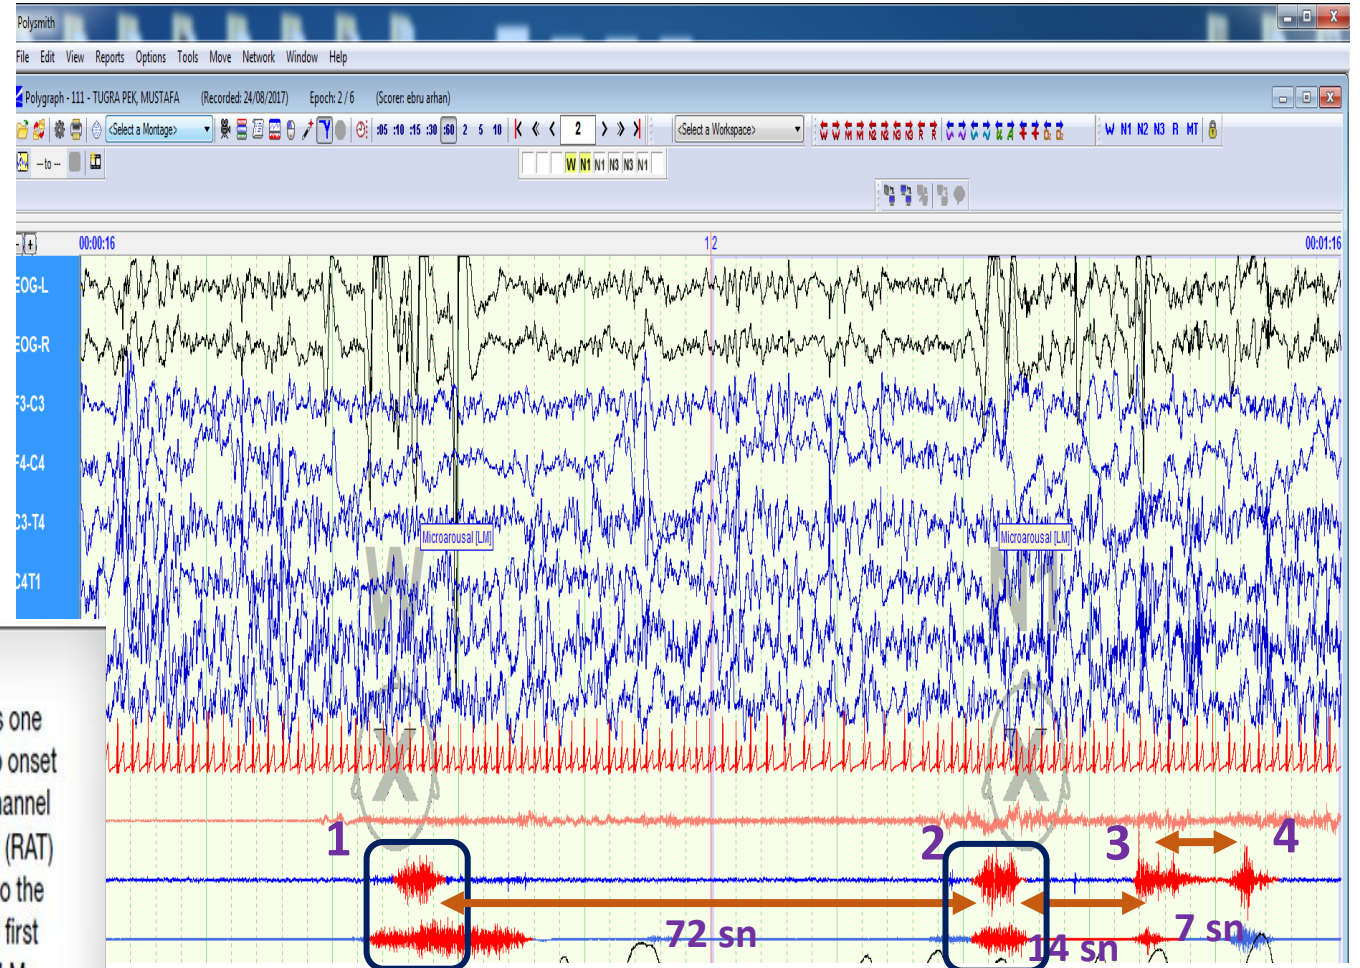 Polysmith
File Edit View Reports Options Tools Move Network Window Help
Polygraph - 111 - TUGRA PEK, MUSTAFA (Recorded: 24/08/2017) Epoch: 2 / 6 (Scorer: ebru arhan)
<Select a Montage> :05 :10 :15 :30 :60 2 5 10 2 <Select a Workspace> W N1 N2 N3 R MT
--to-- W N1 N1 N3 N3 N1
00:00:16 1 2 00:01:16
EOG-L
EOG-R
F3-C3
F4-C4
C3-T4
C4T1
Microarousal [LM] Microarousal [LM]
W N1
X X
s one
onset
annel
(RAT)
o the
first
1 2 3 4
72 sn 14 sn 7 sn